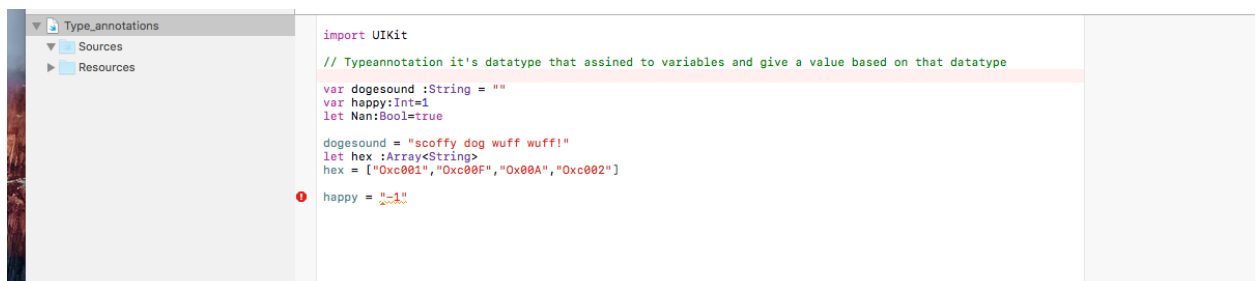 Type_annotations
Sources
Resources
import UIKit
// Typeannotation it's datatype that assined to variables and give a value based on that datatype
var dogesound :String = ""
var happy:Int=1
let Nan:Bool=true
dogesound = "scoffy dog wuff wuff!"
let hex :Array<String>
hex = ["Oxc001","Oxc00F","Ox00A","Oxc002"]
happy = "-1"